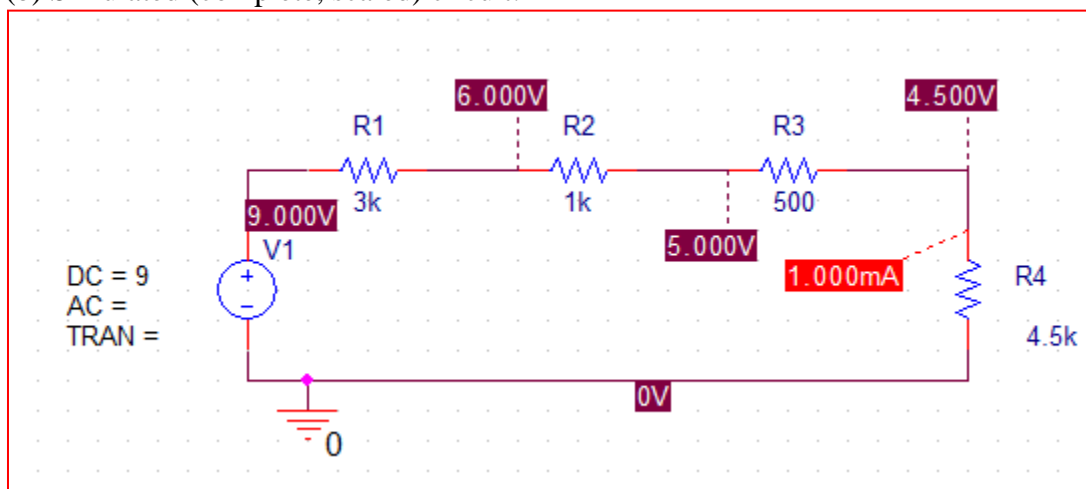 6.000V
4.500V
R1
R2
R3
3k
1k
500
9.000V
5.000V
V1
DC = 9
1.000mA
R4
AC =
TRAN =
4.5k
0V
0